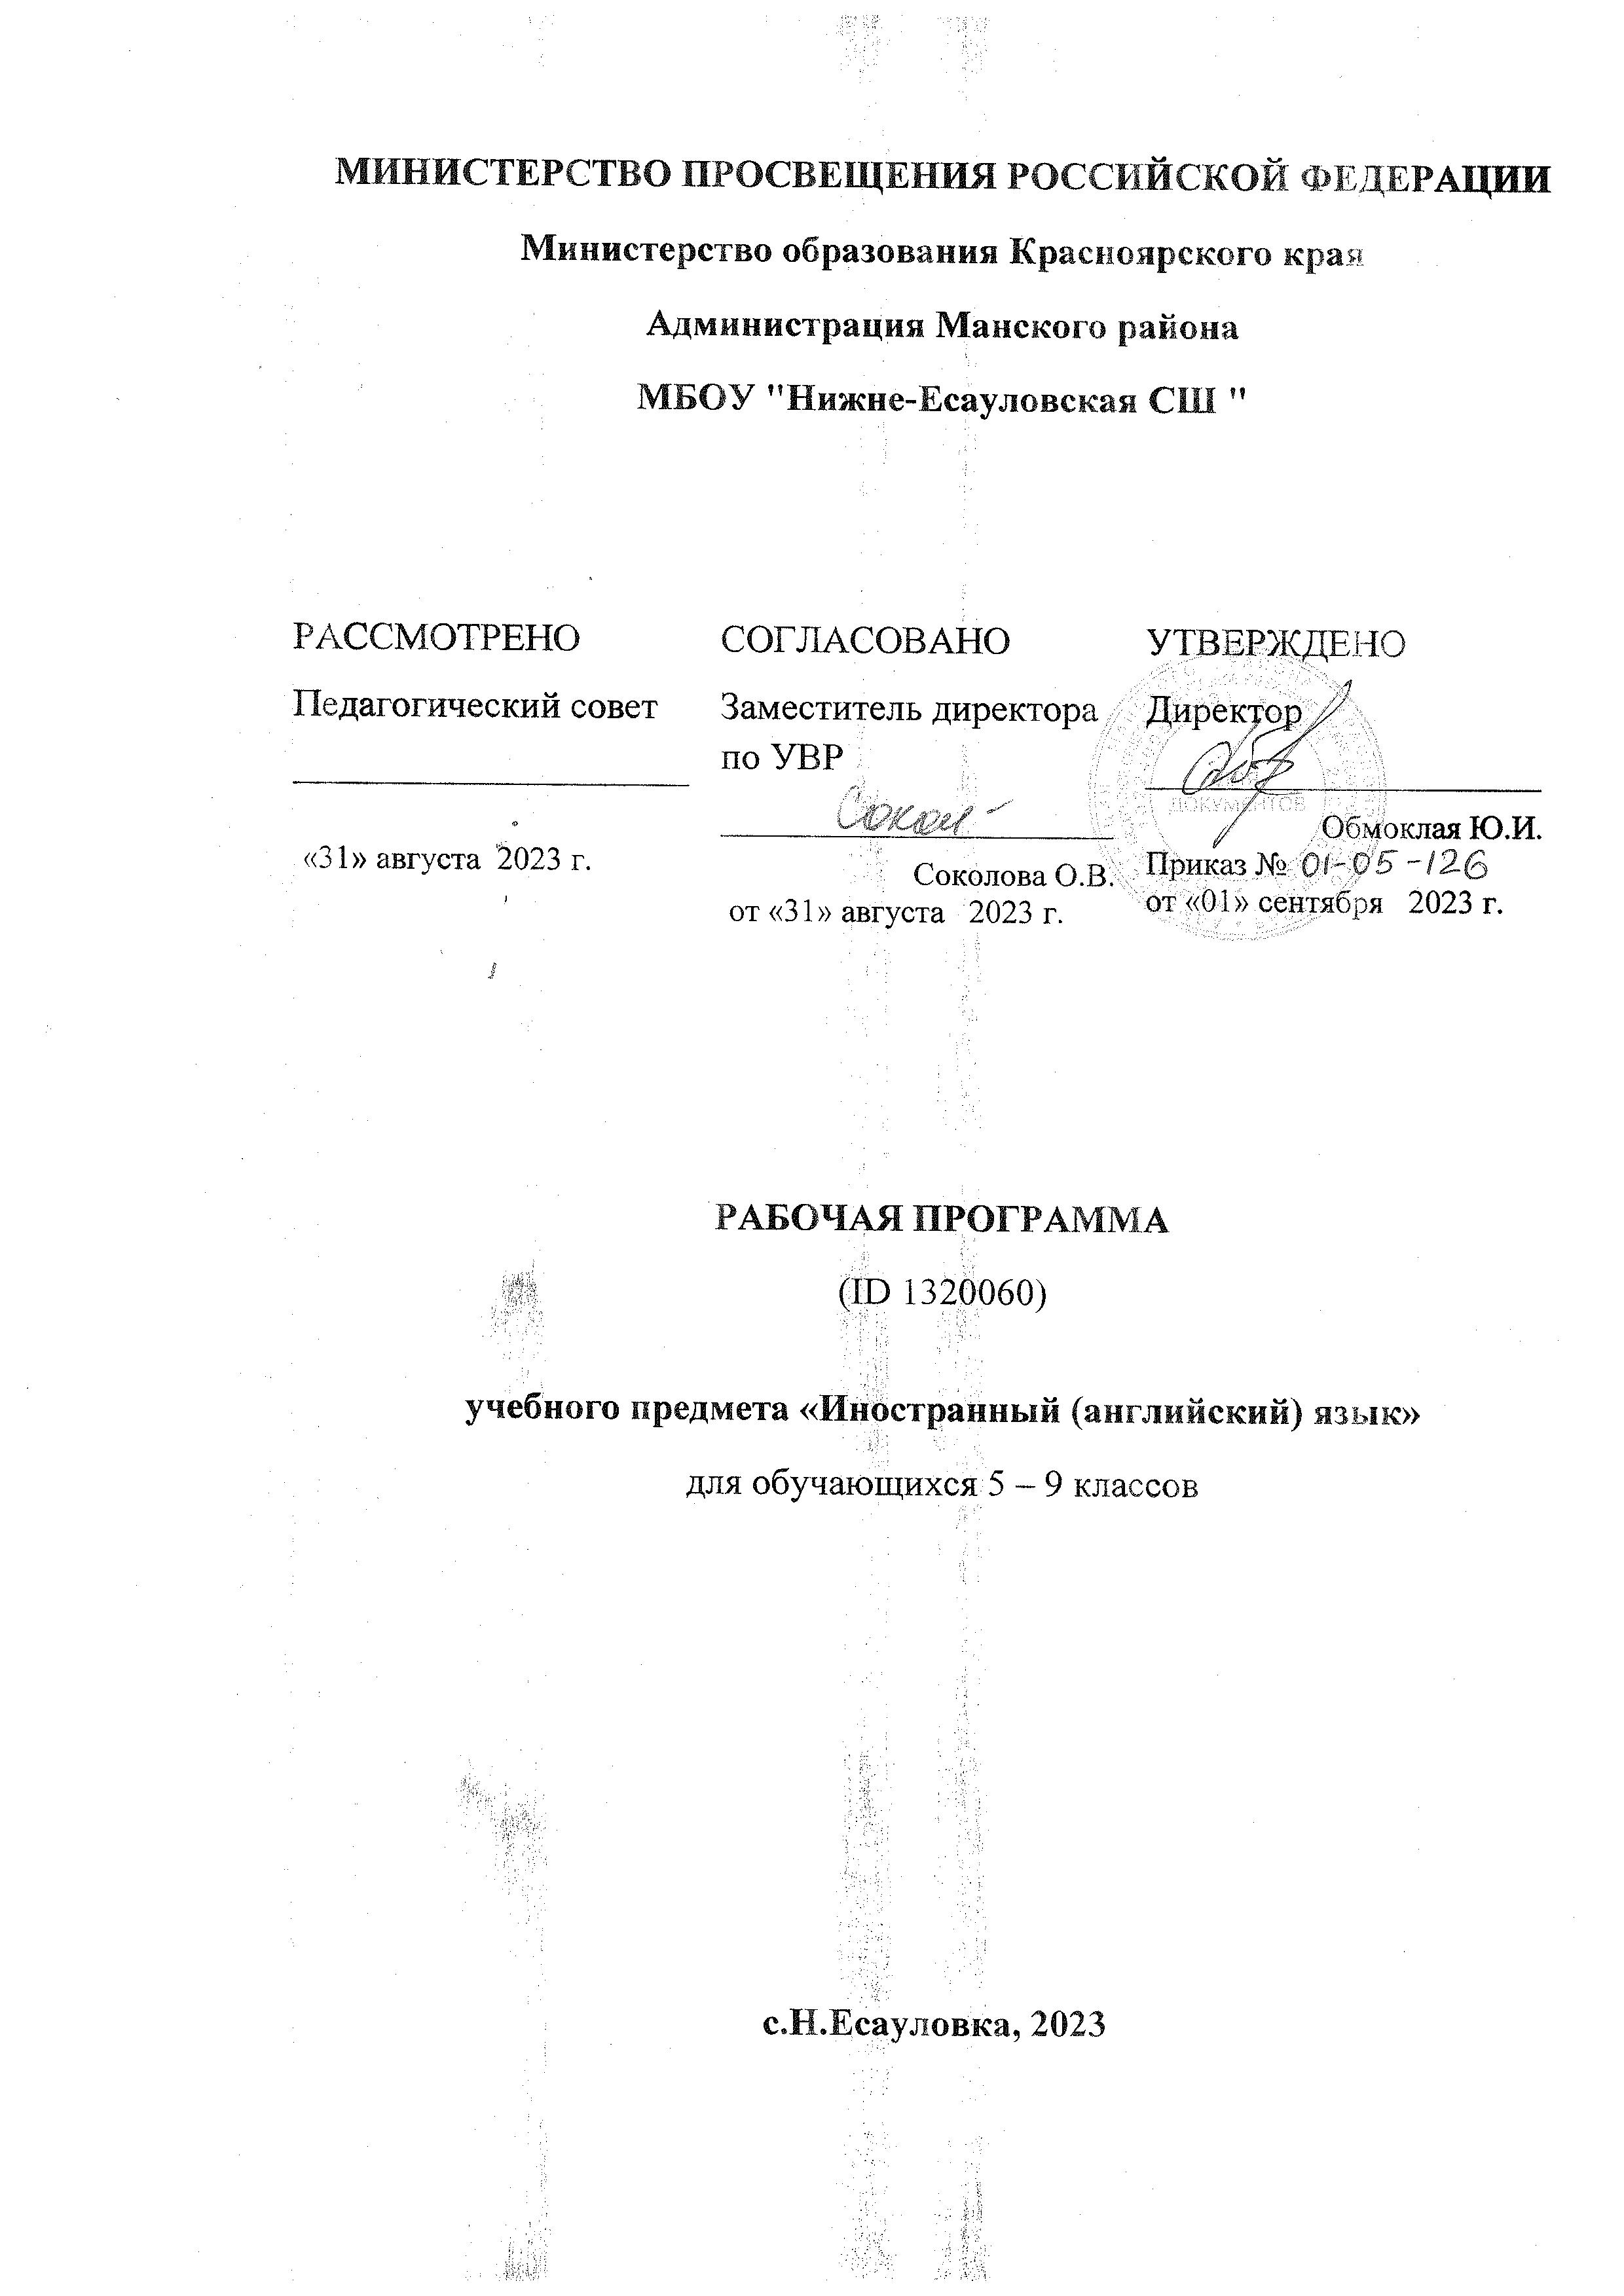 МИНИСТЕРСТВО ПРОСВЕЩЕНИЯ РОССИЙСКОЙ ФЕДЕРАЦИИ
Министерство образования Красноярского края
Администрация Манского района
МБОУ "Нижне-Есауловская СШ "
РАССМОТРЕНО
Педагогический совет
«31» августа 2023 г.
СОГЛАСОВАНО
Заместитель директора
по УВР
Сокол
Соколова О.В.
от «31» августа 2023 г.
УТВЕРЖДЕНО
Директор
ДОКУМЕНТОВ
Обмоклая Ю.И.
Приказ № 01-05-126
от «01» сентября 2023 г.
РАБОЧАЯ ПРОГРАММА
(ID 1320060)
учебного предмета «Иностранный (английский) язык»
для обучающихся 5 – 9 классов
с.Н.Есауловка, 2023